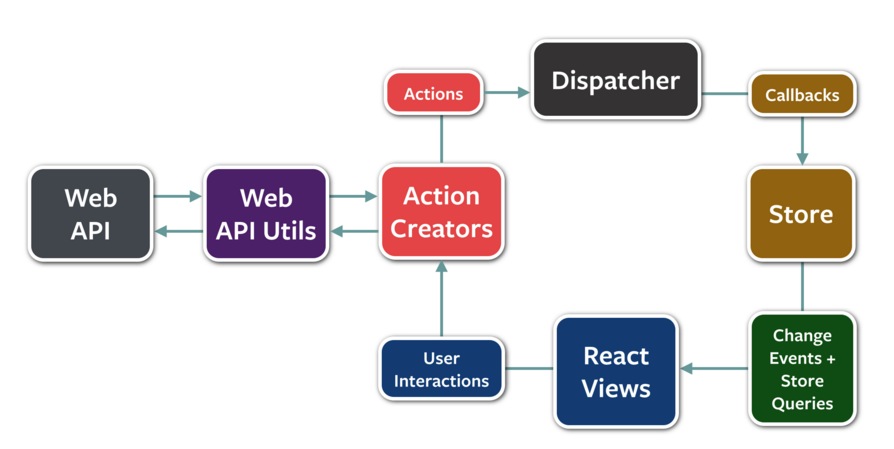 Actions
Dispatcher
Callbacks
Web
API
Web
API Utils
Action
Creators
Store
User
Interactions
React
Views
Change
Events +
Store
Queries